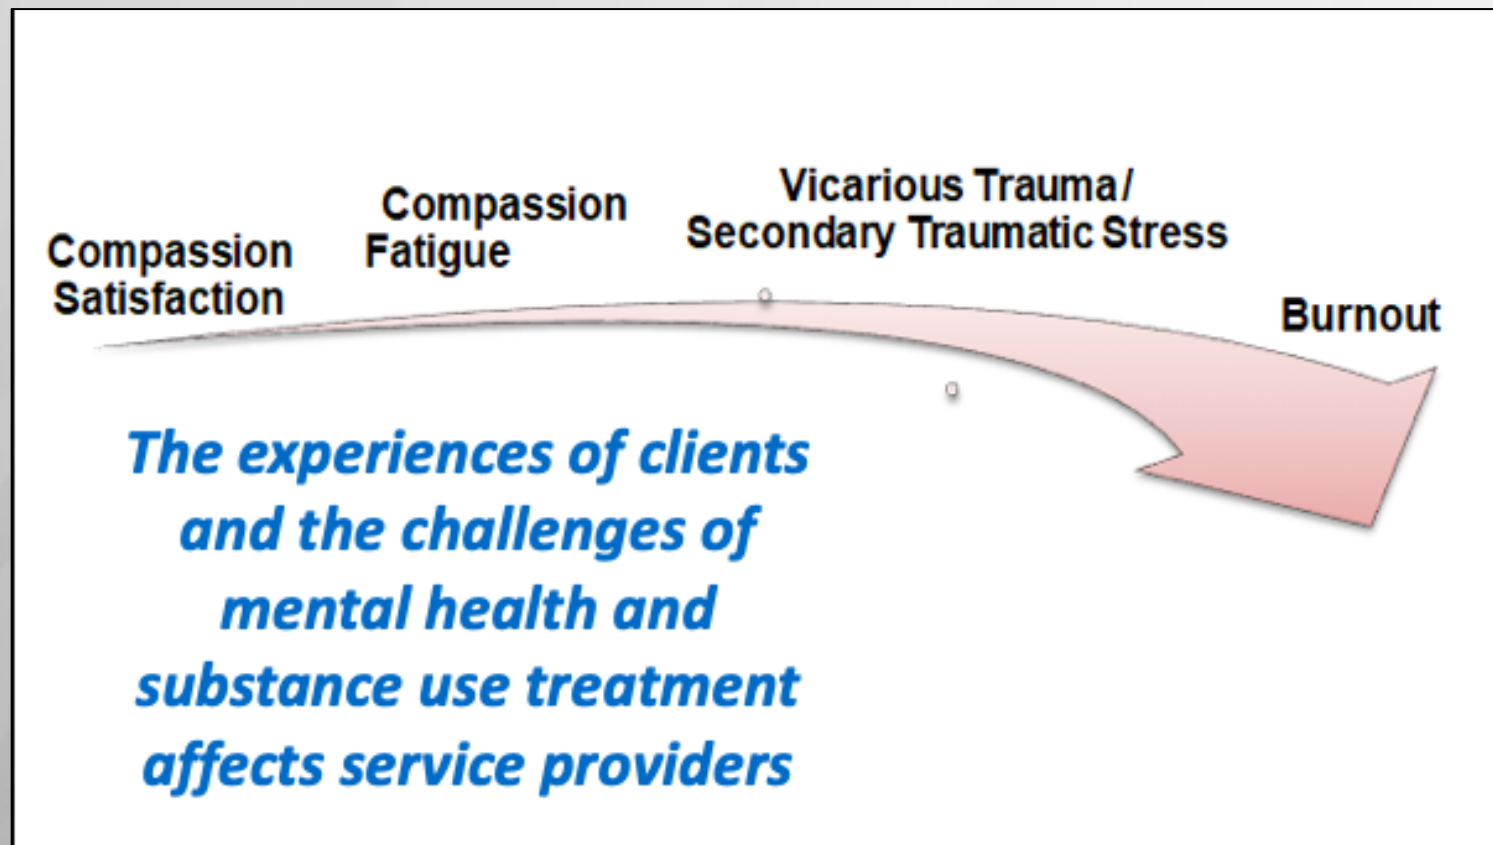 Compassion
Satisfaction
Compassion
Fatigue
Vicarious Trauma/
Secondary Traumatic Stress
Burnout
The experiences of clients
and the challenges of
mental health and
substance use treatment
affects service providers